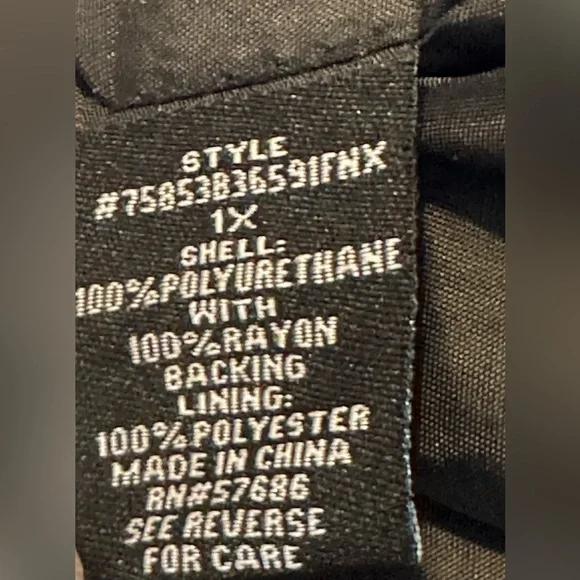 STYLE
#75853B36591FNX
1X
SHELL:
100%POLYURETHANE
WITH
100%RAYON
BACKING
LINING:
100%POLYESTER
MADE IN CHINA
RN#57686
SEE REVERSE
FOR CARE